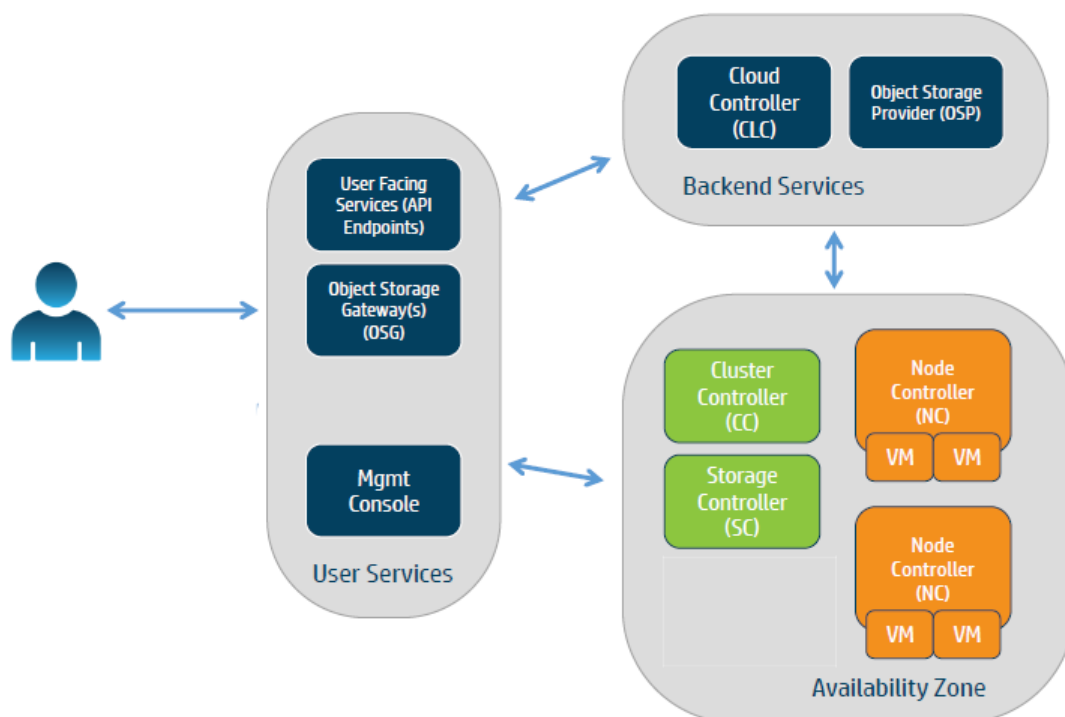 User Facing
Services (API
Endpoints)
Object Storage
Gateway(s)
(OSG)
Mgmt
Console
User Services
Cloud
Controller
(CLC)
Object Storage
Provider (OSP)
Backend Services
Cluster
Controller
(CC)
Storage
Controller
(SC)
Node
Controller
(NC)
VM
VM
Node
Controller
(NC)
VM
VM
Availability Zone